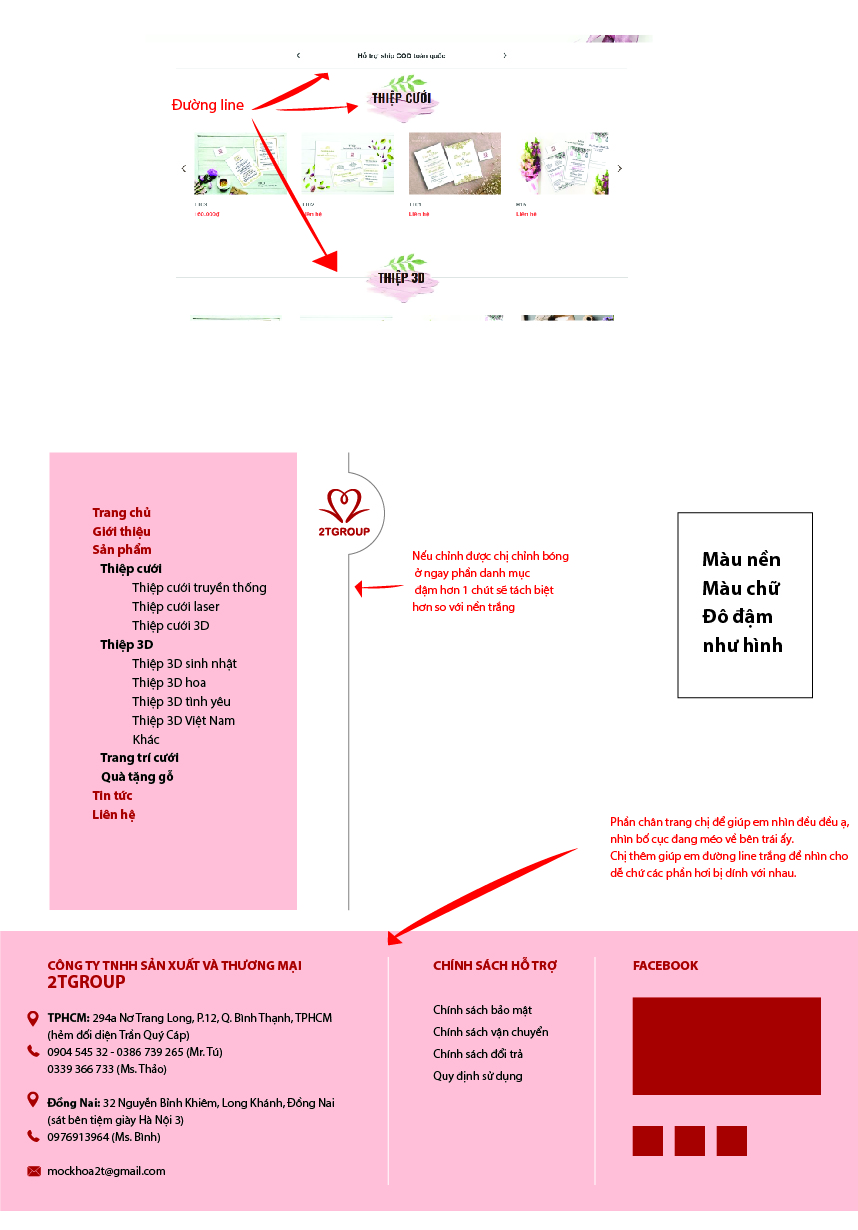 Hỗ trợ ship COD toàn quốc
Đường line
THIỆP CƯỚI
160.000₫
Liên hệ
Liên hệ
Liên hệ
THIỆP 3D
Trang chủ
Giới thiệu
Sản phẩm
Thiệp cưới
Thiệp cưới truyền thống
Thiệp cưới laser
Thiệp cưới 3D
Thiệp 3D
Thiệp 3D sinh nhật
Thiệp 3D hoa
Thiệp 3D tình yêu
Thiệp 3D Việt Nam
Khác
Trang trí cưới
Quà tặng gỗ
Tin tức
Liên hệ
2TGROUP
Nếu chỉnh được chị chỉnh bóng
ở ngay phần danh mục
đậm hơn 1 chút sẽ tách biệt
hơn so với nền trắng
Màu nền
Màu chữ
Đỏ đậm
như hình
Phần chân trang chị để giúp em nhìn đều đều ạ,
nhìn bố cục đang méo về bên trái ấy.
Chị thêm giúp em đường line trắng để nhìn cho
dễ chứ các phần hơi bị dính với nhau.
CÔNG TY TNHH SẢN XUẤT VÀ THƯƠNG MẠI
2TGROUP
TPHCM: 294a Nơ Trang Long, P.12, Q. Bình Thạnh, TPHCM
(hẻm đối diện Trần Quý Cáp)
0904 545 32 - 0386 739 265 (Mr. Tú)
0339 366 733 (Ms. Thảo)
Đồng Nai: 32 Nguyễn Bỉnh Khiêm, Long Khánh, Đồng Nai
(sát bên tiệm giày Hà Nội 3)
0976913964 (Ms. Bình)
mockhoa2t@gmail.com
CHÍNH SÁCH HỖ TRỢ
Chính sách bảo mật
Chính sách vận chuyển
Chính sách đổi trả
Quy định sử dụng
FACEBOOK